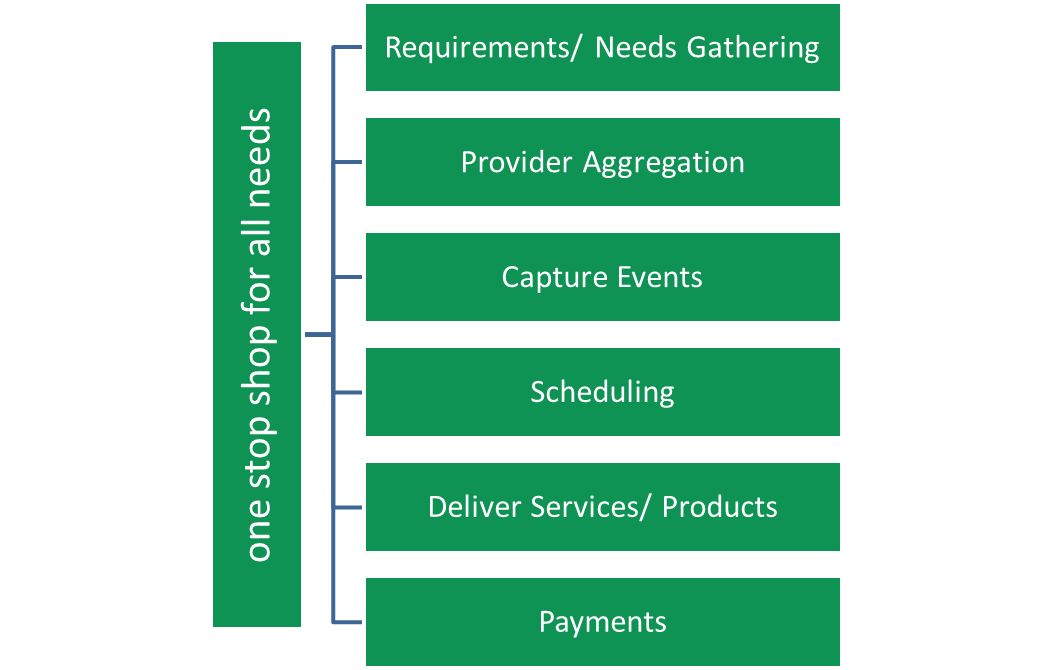 one stop shop for all needs
Requirements/ Needs Gathering
Provider Aggregation
Capture Events
Scheduling
Deliver Services/ Products
Payments